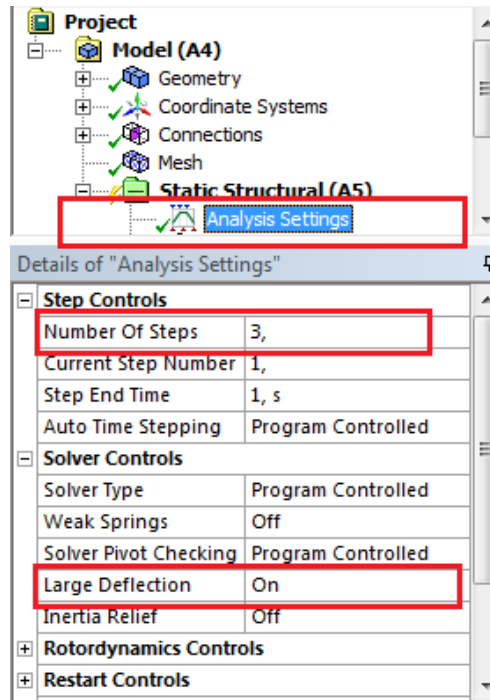 Project
Model (A4)
Geometry
Coordinate Systems
Connections
Mesh
Static Structural (A5)
Analysis Settings
Details of "Analysis Settings"
Step Controls
Number Of Steps 3,
Current Step Number 1,
Step End Time 1, s
Auto Time Stepping Program Controlled
Solver Controls
Solver Type Program Controlled
Weak Springs Off
Solver Pivot Checking Program Controlled
Large Deflection On
Inertia Relief Off
Rotordynamics Controls
Restart Controls